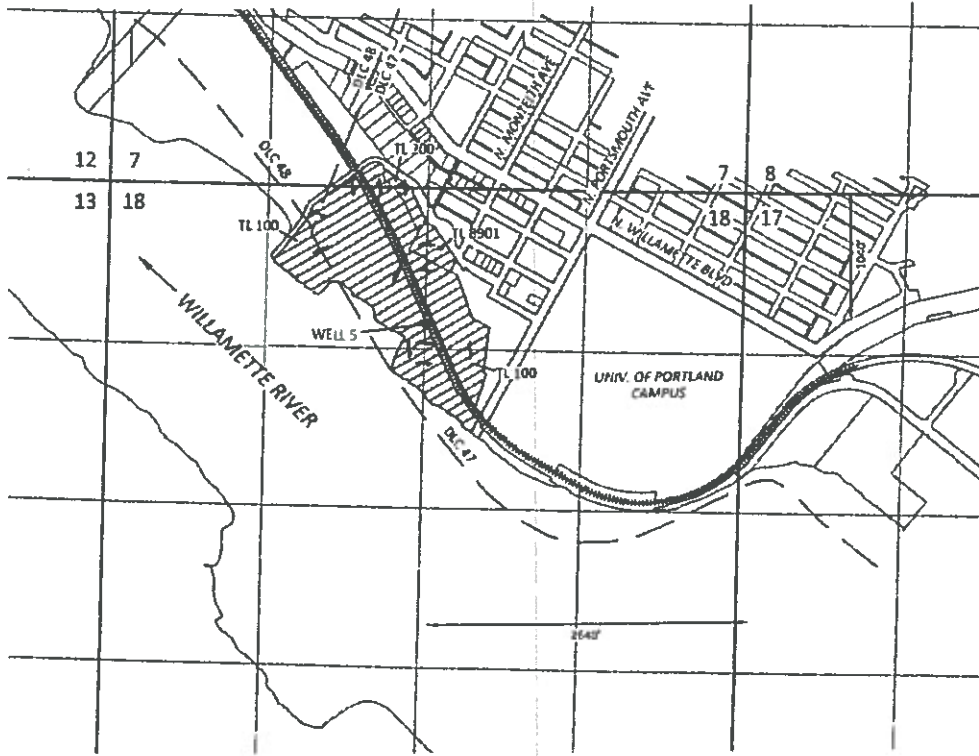 DLC 48
DLC 47
N. MONTEITH AVE
N. PORTSMOUTH AVE
DLC 48
TL 200
12 7
13 18
7 8
18 17
TL 100
TL 8901
N. WILLAMETTE BLVD
1040'
WILLAMETTE RIVER
WELL 5
TL 100
UNIV. OF PORTLAND
CAMPUS
DLC 47
2640'